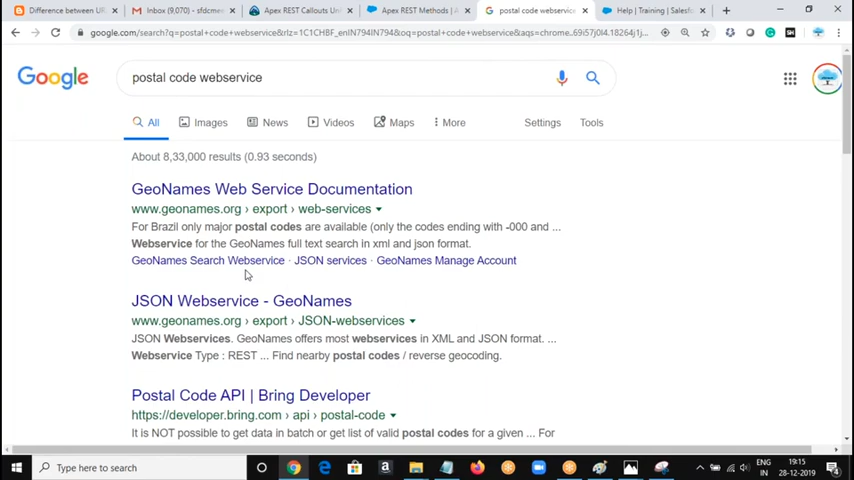 Difference between UR
Inbox (9,070) - sfdcmes
Apex REST Callouts Uni
Apex REST Methods | A
postal code webservice
Help | Training | Salesfo
google.com/search?q=postal+code+webservice&rlz=1C1CHBF_enIN794IN794&oq=postal+code+webservice&aqs=chrome..69i57j0l4.18264j1j
Google
postal code webservice
All
Images
News
Videos
Maps
More
Settings
Tools
About 8,33,000 results (0.93 seconds)
GeoNames Web Service Documentation
www.geonames.org › export › web-services
For Brazil only major postal codes are available (only the codes ending with -000 and ...
Webservice for the GeoNames full text search in xml and json format.
GeoNames Search Webservice · JSON services · GeoNames Manage Account
JSON Webservice - GeoNames
www.geonames.org › export › JSON-webservices
JSON Webservices. GeoNames offers most webservices in XML and JSON format. ...
Webservice Type : REST ... Find nearby postal codes / reverse geocoding.
Postal Code API | Bring Developer
https://developer.bring.com › api › postal-code
It is NOT possible to get data in batch or get list of valid postal codes for a given ... For
Type here to search
ENG
IN
19:15
28-12-2019